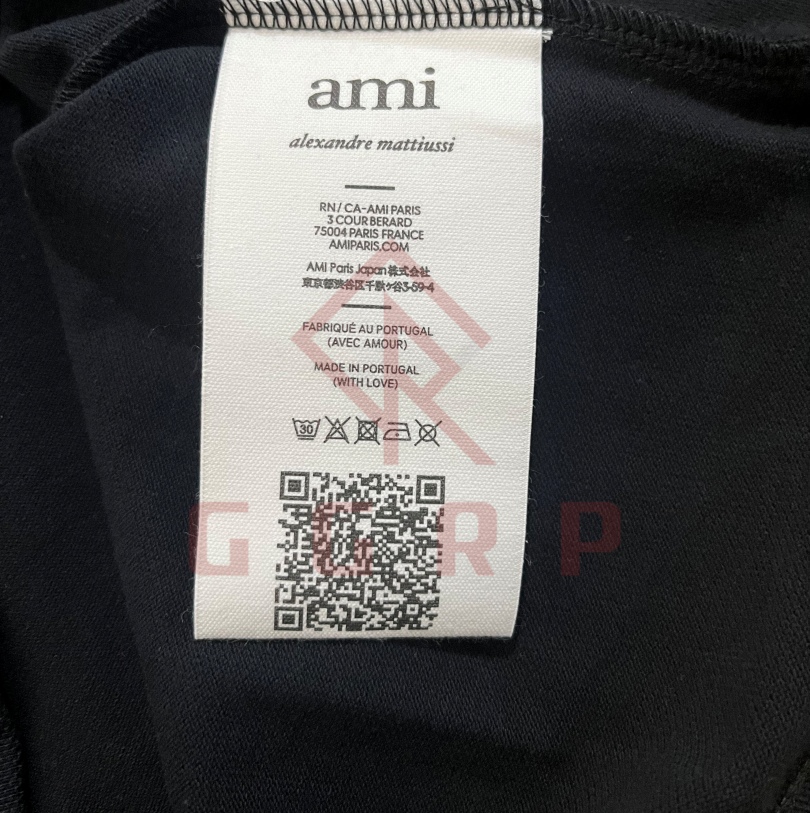 ami
alexandre mattiussi
RN / CA-AMI PARIS
3 COUR BERARD
75004 PARIS FRANCE
AMIPARIS.COM
AMI Paris Japan 株式会社
東京都渋谷区千駄ヶ谷3-59-4
FABRIQUÉ AU PORTUGAL
(AVEC AMOUR)
MADE IN PORTUGAL
(WITH LOVE)
30
GGRP